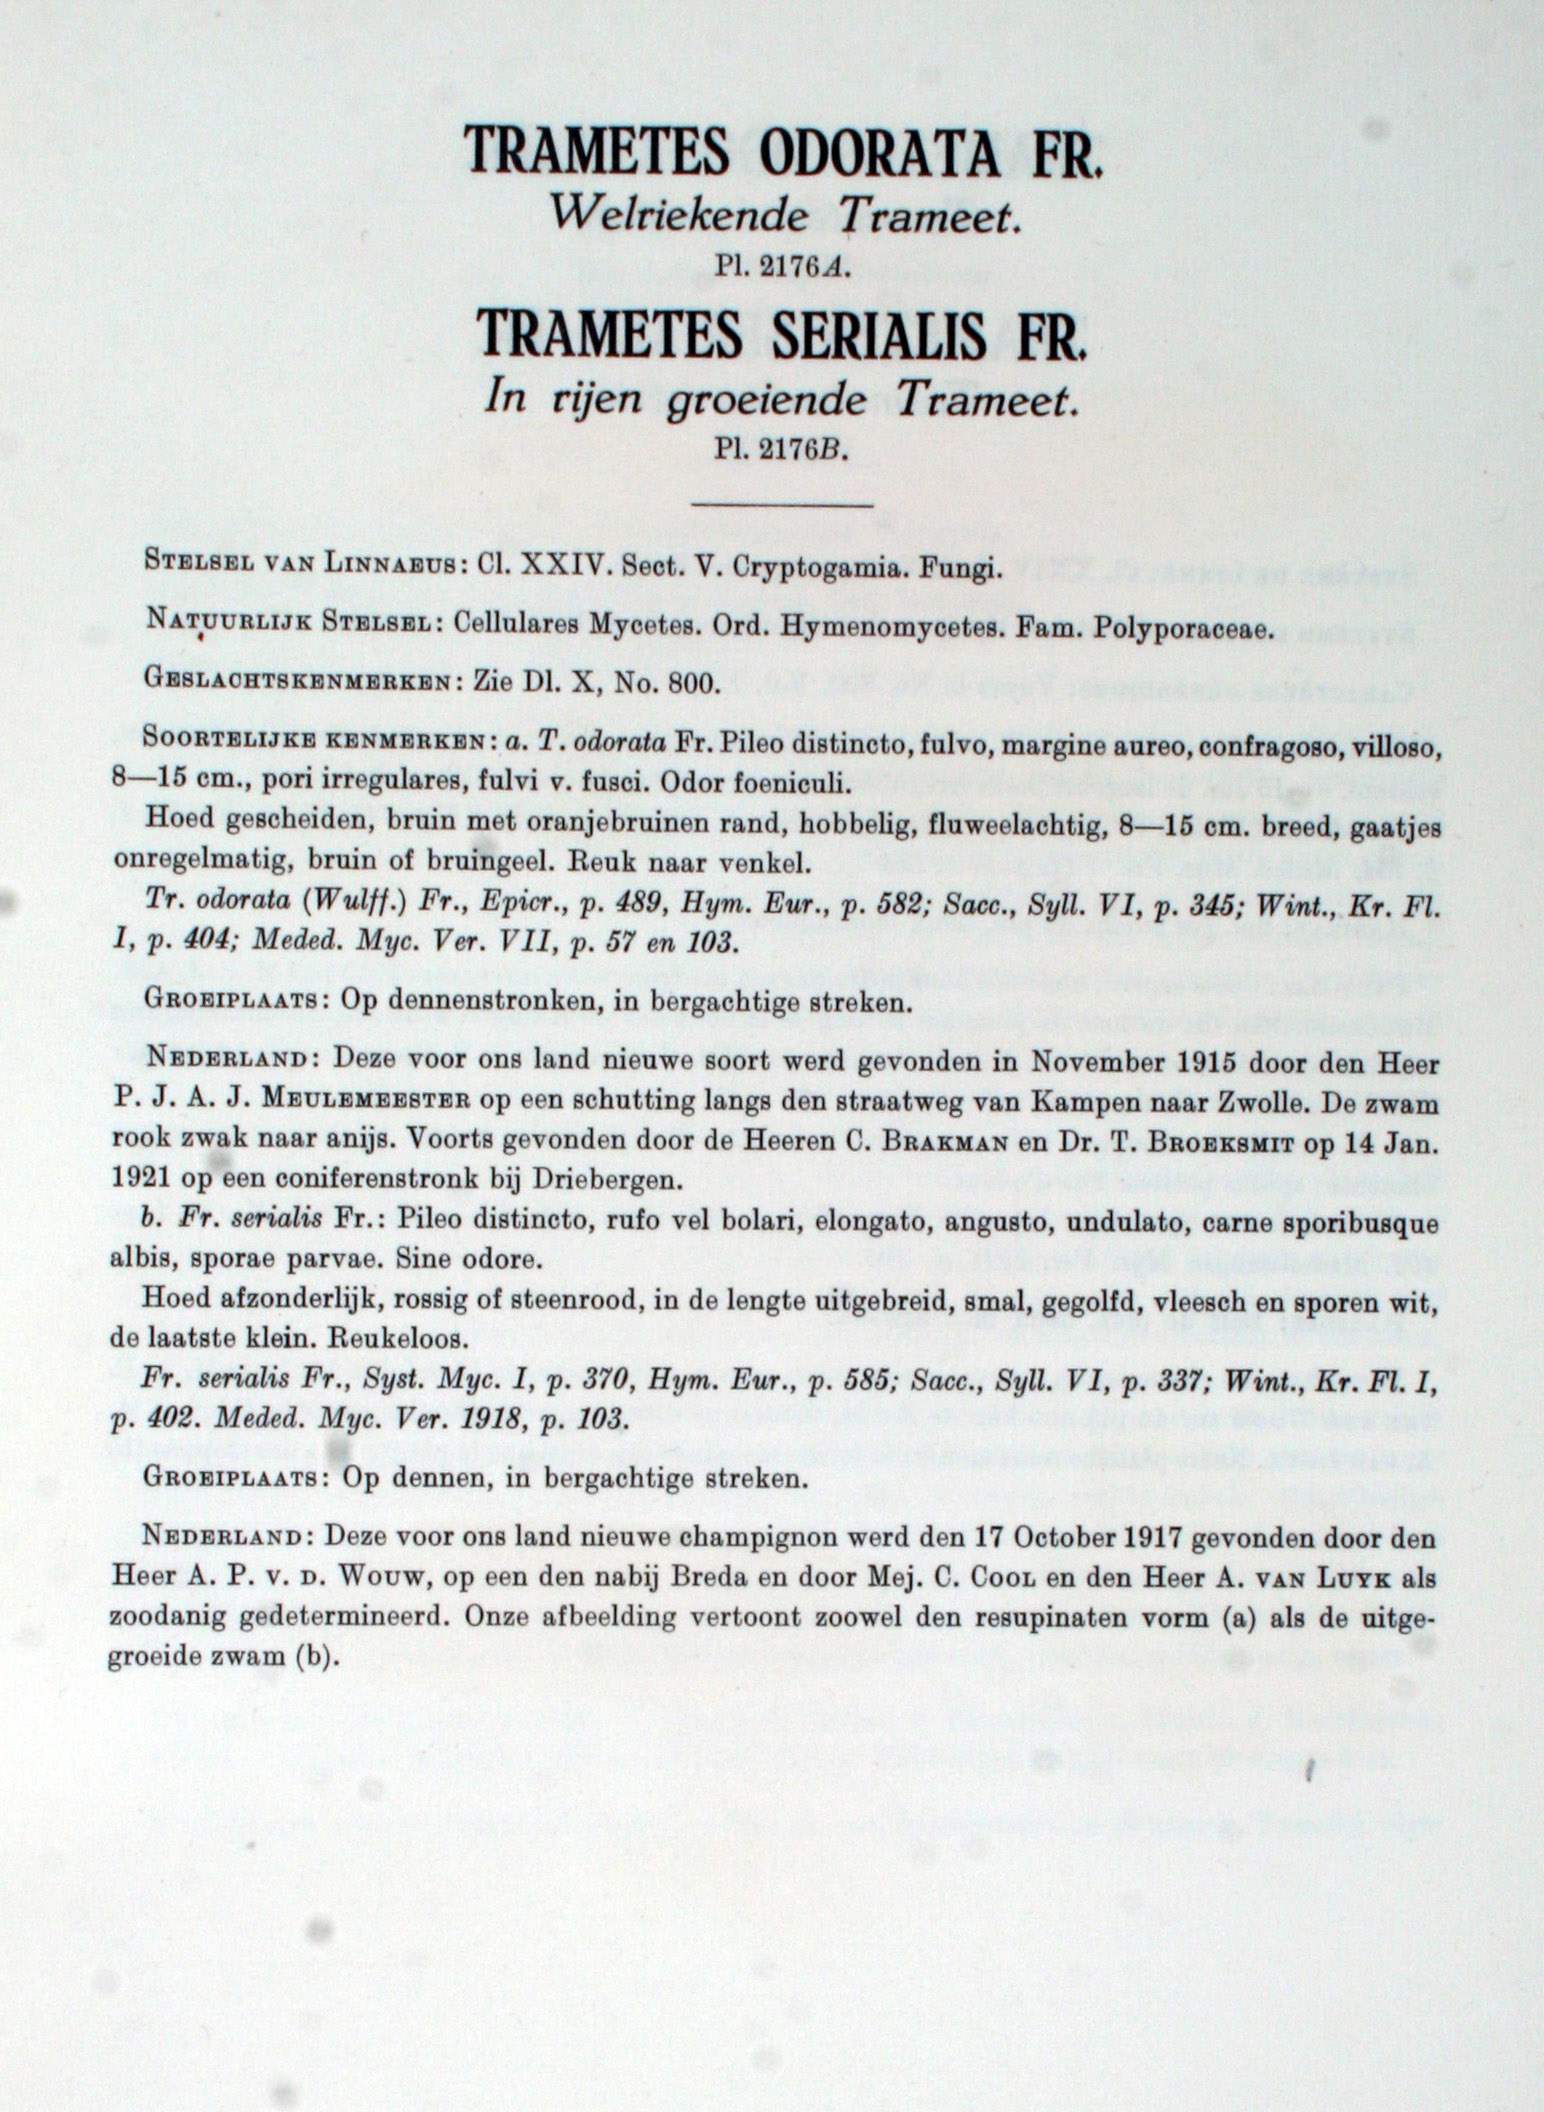 TRAMETES ODORATA FR.
Welriekende Trameet.
Pl. 2176A.
TRAMETES SERIALIS FR.
In rijen groeiende Trameet.
Pl. 2176B.
STELSEL VAN LINNAEUS: Cl. XXIV. Sect. V. Cryptogamia. Fungi.
NATUURLIJK STELSEL: Cellulares Mycetes. Ord. Hymenomycetes. Fam. Polyporaceae.
GESLACHTSKENMERKEN: Zie Dl. X, No. 800.
SOORTELIJKE KENMERKEN: a. T. odorata Fr. Pileo distincto, fulvo, margine aureo, confragoso, villoso,
8—15 cm., pori irregulares, fulvi v. fusci. Odor foeniculi.
Hoed gescheiden, bruin met oranjebruinen rand, hobbelig, fluweelachtig, 8—15 cm. breed, gaatjes
onregelmatig, bruin of bruingeel. Reuk naar venkel.
Tr. odorata (Wulff.) Fr., Epicr., p. 489, Hym. Eur., p. 582; Sacc., Syll. VI, p. 345; Wint., Kr. Fl.
I, p. 404; Meded. Myc. Ver. VII, p. 57 en 103.
GROEIPLAATS: Op dennenstronken, in bergachtige streken.
NEDERLAND: Deze voor ons land nieuwe soort werd gevonden in November 1915 door den Heer
P. J. A. J. MEULEMEESTER op een schutting langs den straatweg van Kampen naar Zwolle. De zwam
rook zwak naar anijs. Voorts gevonden door de Heeren C. BRAKMAN en Dr. T. BROEKSMIT op 14 Jan.
1921 op een coniferenstronk bij Driebergen.
b. Fr. serialis Fr.: Pileo distincto, rufo vel bolari, elongato, angusto, undulato, carne sporibusque
albis, sporae parvae. Sine odore.
Hoed afzonderlijk, rossig of steenrood, in de lengte uitgebreid, smal, gegolfd, vleesch en sporen wit,
de laatste klein. Reukeloos.
Fr. serialis Fr., Syst. Myc. I, p. 370, Hym. Eur., p. 585; Sacc., Syll. VI, p. 337; Wint., Kr. Fl. I,
p. 402. Meded. Myc. Ver. 1918, p. 103.
GROEIPLAATS: Op dennen, in bergachtige streken.
NEDERLAND: Deze voor ons land nieuwe champignon werd den 17 October 1917 gevonden door den
Heer A. P. V. D. WOUW, op een den nabij Breda en door Mej. C. COOL en den Heer A. VAN LUYK als
zoodanig gedetermineerd. Onze afbeelding vertoont zoowel den resupinaten vorm (a) als de uitge-
groeide zwam (b).